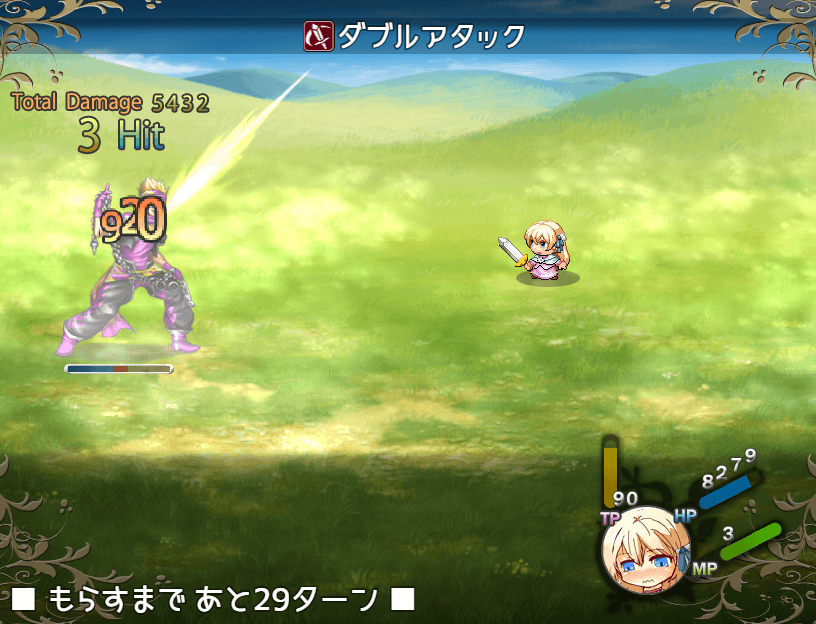 ダブルアタック
Total Damage 5432
3 Hit
920
8279
90
TP
HP
3
MP
■ もらすまで あと29ターン ■